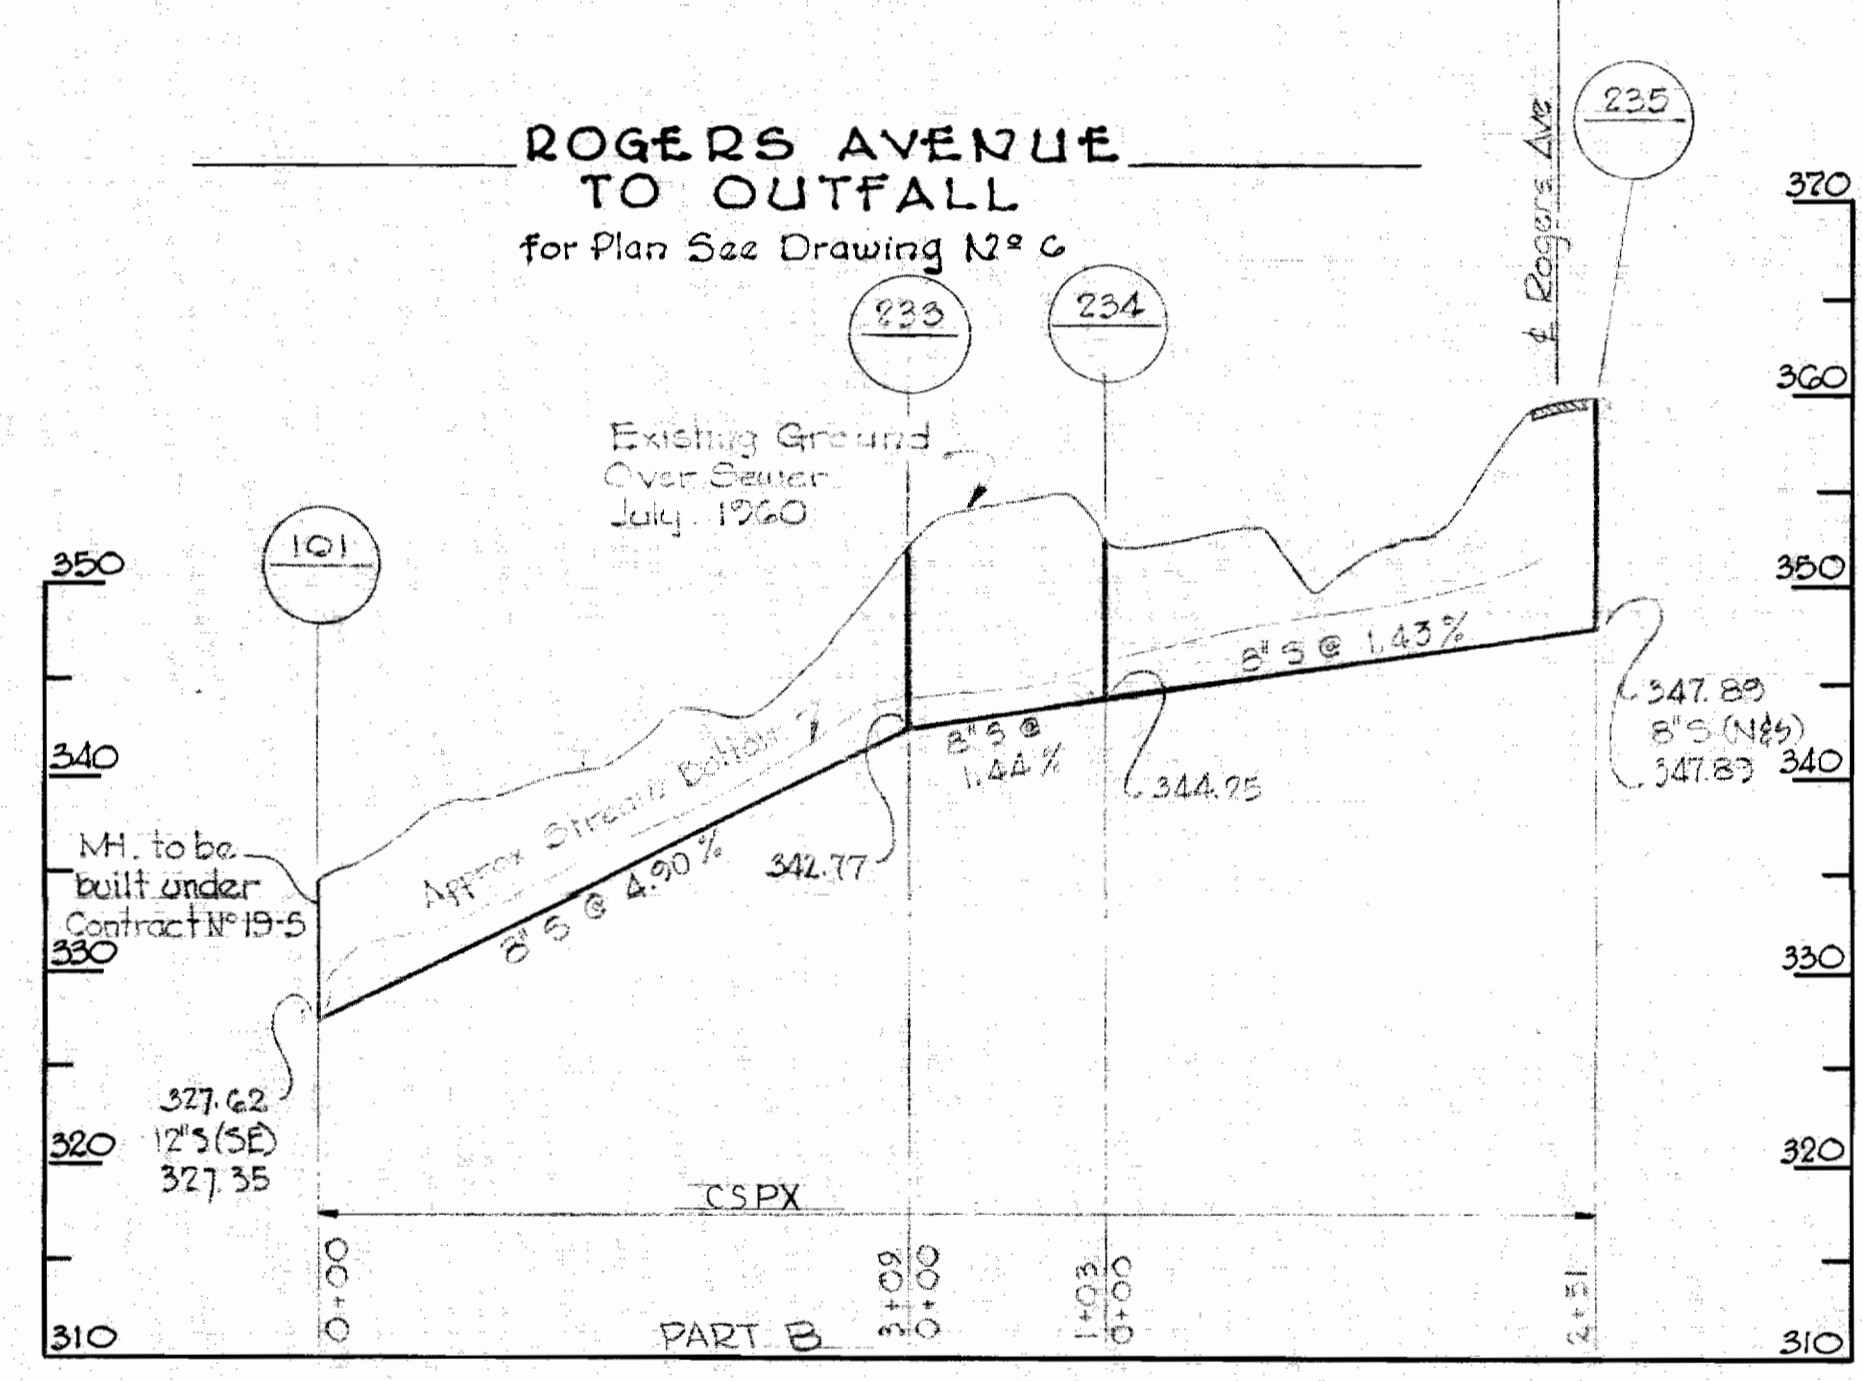 ROGERS AVENUE
TO OUTFALL
for Plan See Drawing Nº 6
℄ Rogers Ave
235
234
233
101
Existing Ground
Over Sewer
July 1960
370
360
350
340
330
320
310
350
340
330
320
310
MH. to be
built under
Contract Nº 19-S
Approx Stream Bottom
8" S @ 4.90 %
8" S @
1.44 %
8" S @ 1.43 %
342.77
344.25
347.89
8" S (N&S)
347.89
327.62
12" S (SE)
327.35
CSPX
0+00
3+09
0+00
1+03
0+00
2+51
PART B